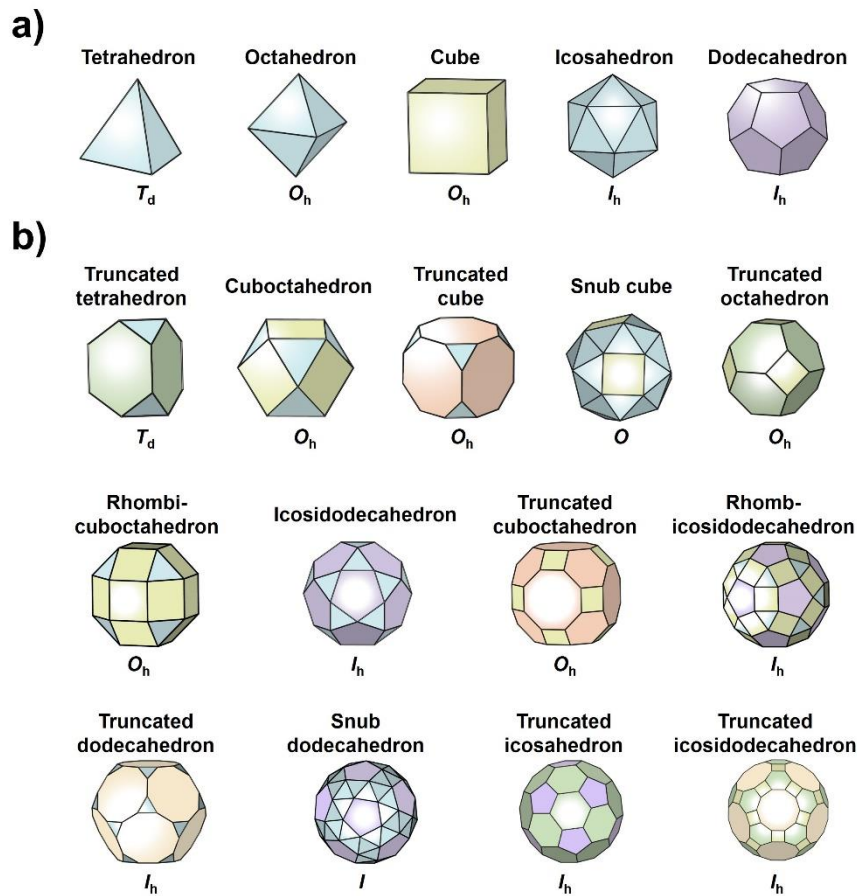 a)
Tetrahedron Octahedron Cube Icosahedron Dodecahedron
Td Oh Oh Ih Ih
b)
Truncated
tetrahedron
Cuboctahedron
Truncated
cube
Snub cube
Truncated
octahedron
Td Oh Oh O Oh
Rhombi-
cuboctahedron
Icosidodecahedron
Truncated
cuboctahedron
Rhomb-
icosidodecahedron
Oh Ih Oh Ih
Truncated
dodecahedron
Snub
dodecahedron
Truncated
icosahedron
Truncated
icosidodecahedron
Ih I Ih Ih